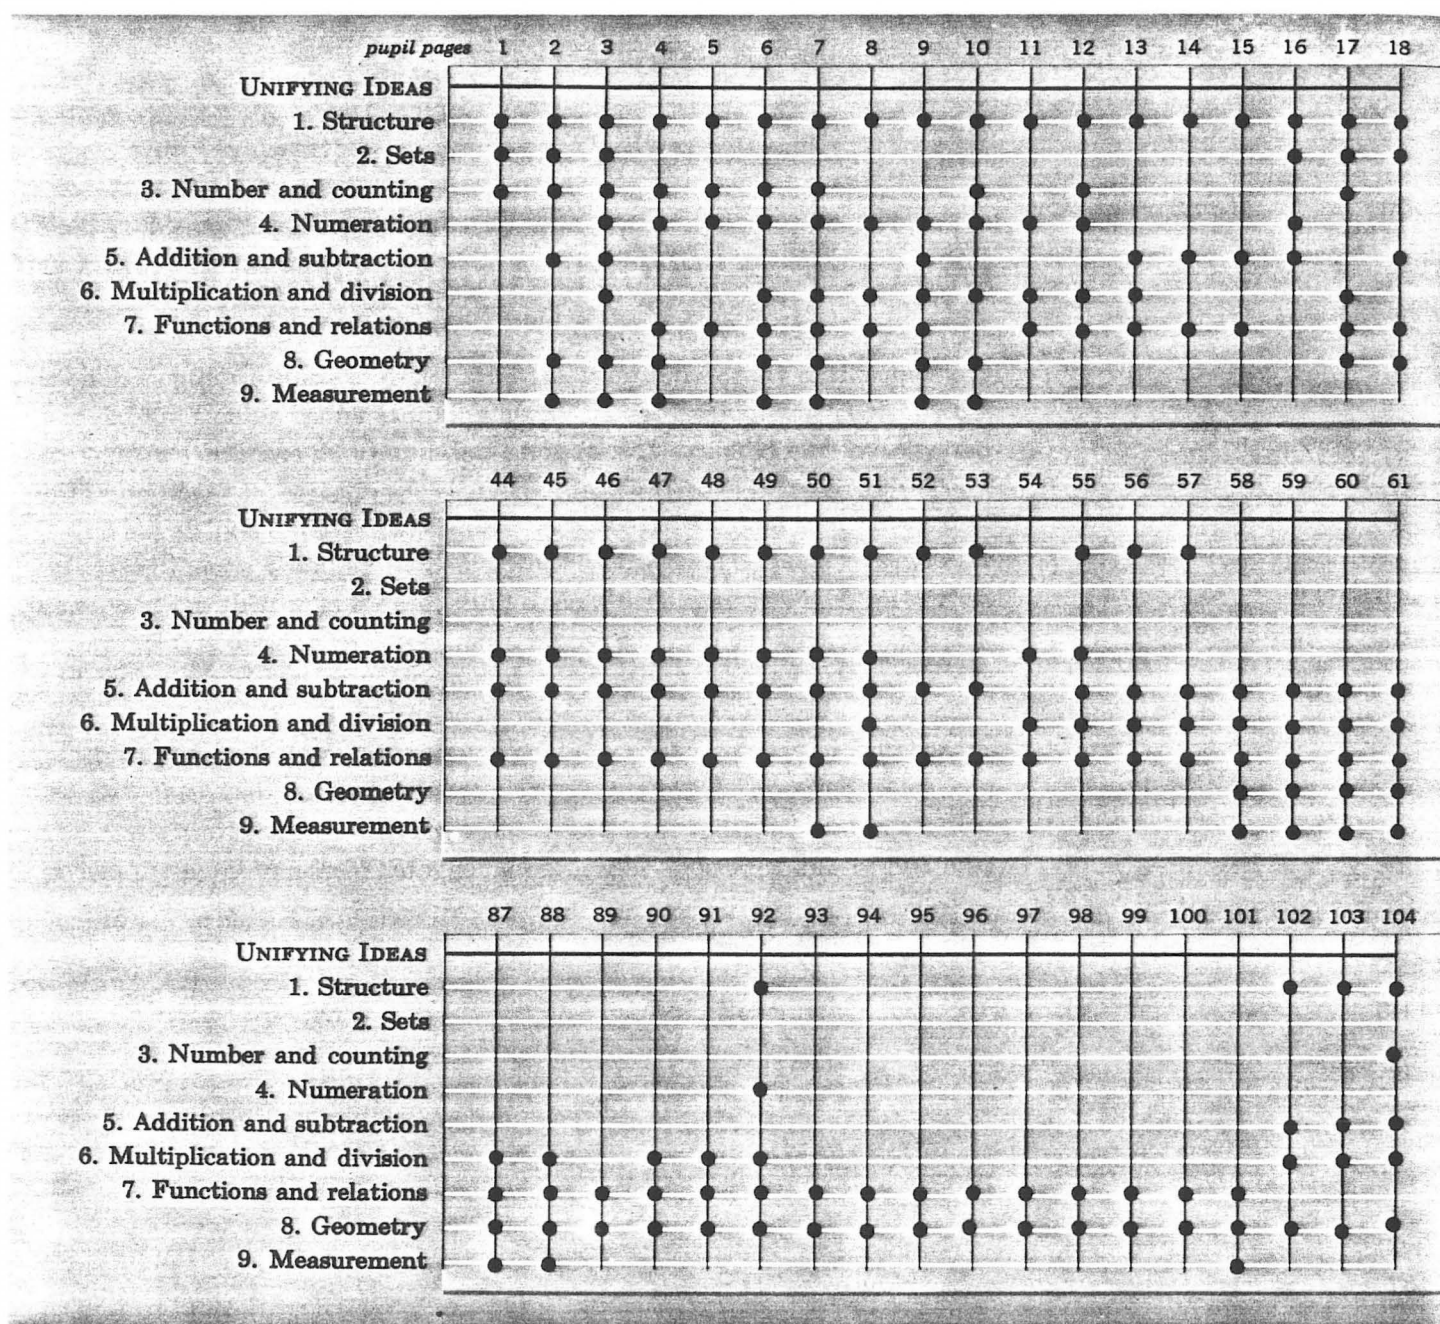 pupil pages 1 2 3 4 5 6 7 8 9 10 11 12 13 14 15 16 17 18
UNIFYING IDEAS
1. Structure
2. Sets
3. Number and counting
4. Numeration
5. Addition and subtraction
6. Multiplication and division
7. Functions and relations
8. Geometry
9. Measurement
44 45 46 47 48 49 50 51 52 53 54 55 56 57 58 59 60 61
UNIFYING IDEAS
1. Structure
2. Sets
3. Number and counting
4. Numeration
5. Addition and subtraction
6. Multiplication and division
7. Functions and relations
8. Geometry
9. Measurement
87 88 89 90 91 92 93 94 95 96 97 98 99 100 101 102 103 104
UNIFYING IDEAS
1. Structure
2. Sets
3. Number and counting
4. Numeration
5. Addition and subtraction
6. Multiplication and division
7. Functions and relations
8. Geometry
9. Measurement